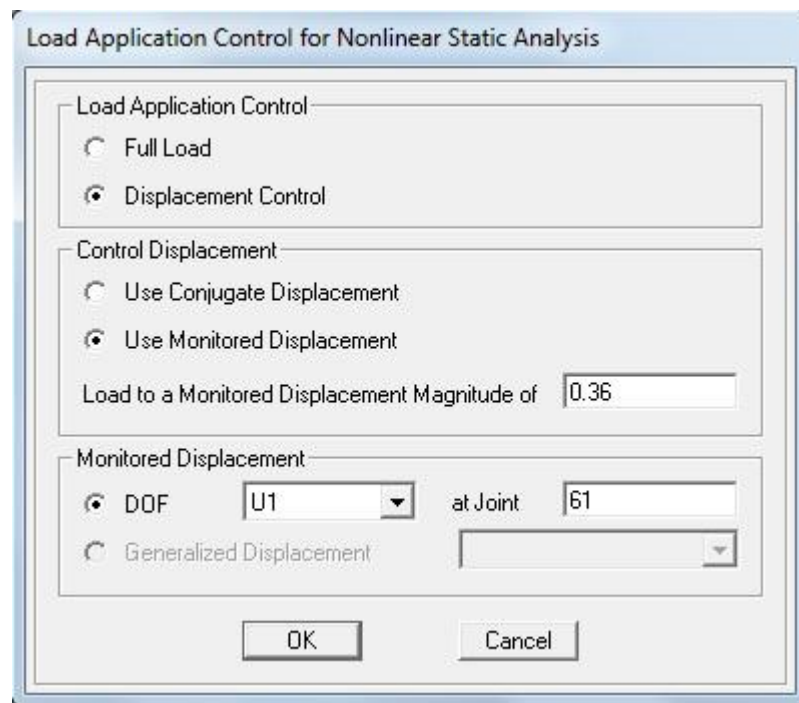 Load Application Control for Nonlinear Static Analysis
Load Application Control
Full Load
Displacement Control
Control Displacement
Use Conjugate Displacement
Use Monitored Displacement
Load to a Monitored Displacement Magnitude of 0.36
Monitored Displacement
DOF U1 at Joint 61
Generalized Displacement
OK Cancel